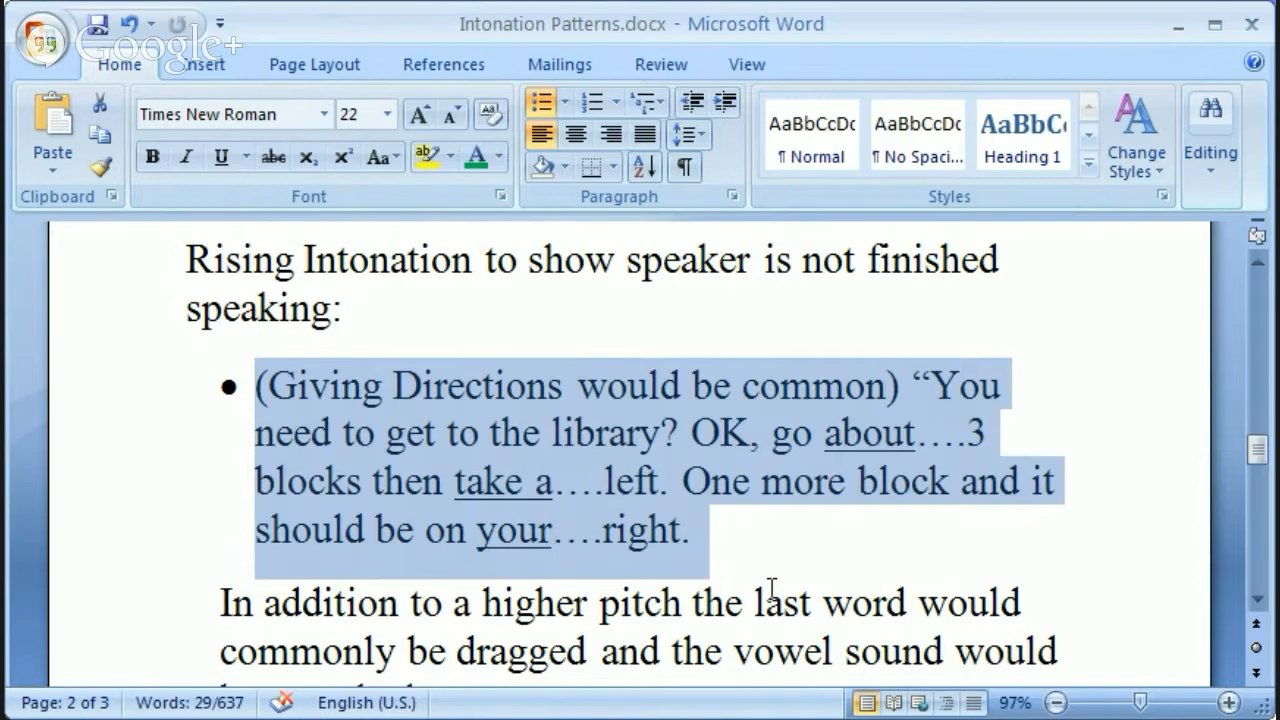 Intonation Patterns.docx - Microsoft Word
Google+
Home Insert Page Layout References Mailings Review View
Paste
Clipboard
Times New Roman 22
Font
Paragraph
AaBbCcDc AaBbCcDc AaBbC
¶ Normal ¶ No Spaci... Heading 1
Change Styles
Styles
Editing
Rising Intonation to show speaker is not finished
speaking:
• (Giving Directions would be common) “You
need to get to the library? OK, go about….3
blocks then take a….left. One more block and it
should be on your….right.
In addition to a higher pitch the last word would
commonly be dragged and the vowel sound would
Page: 2 of 3 Words: 29/637 English (U.S.) 97%